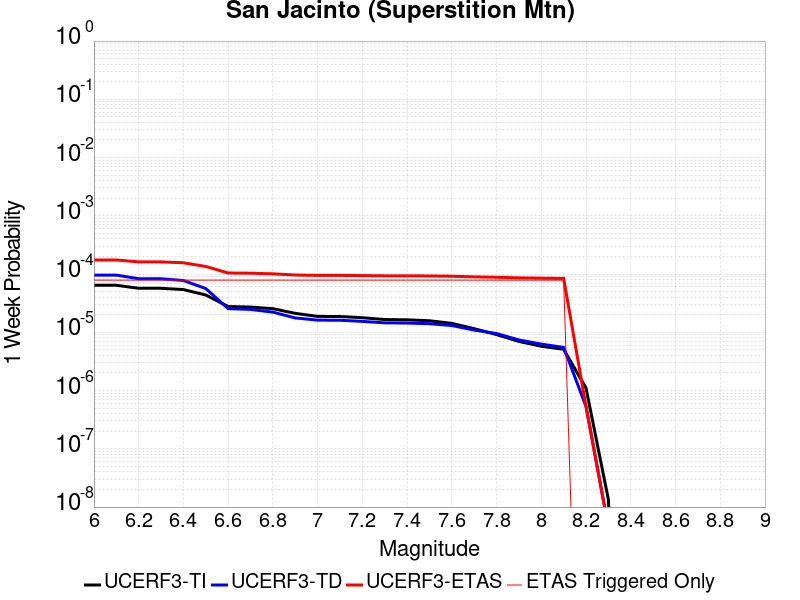 San Jacinto (Superstition Mtn)
10^0
10^-1
10^-2
10^-3
10^-4
10^-5
10^-6
10^-7
10^-8
1 Week Probability
6 6.2 6.4 6.6 6.8 7 7.2 7.4 7.6 7.8 8 8.2 8.4 8.6 8.8 9
Magnitude
UCERF3-TI UCERF3-TD UCERF3-ETAS ETAS Triggered Only